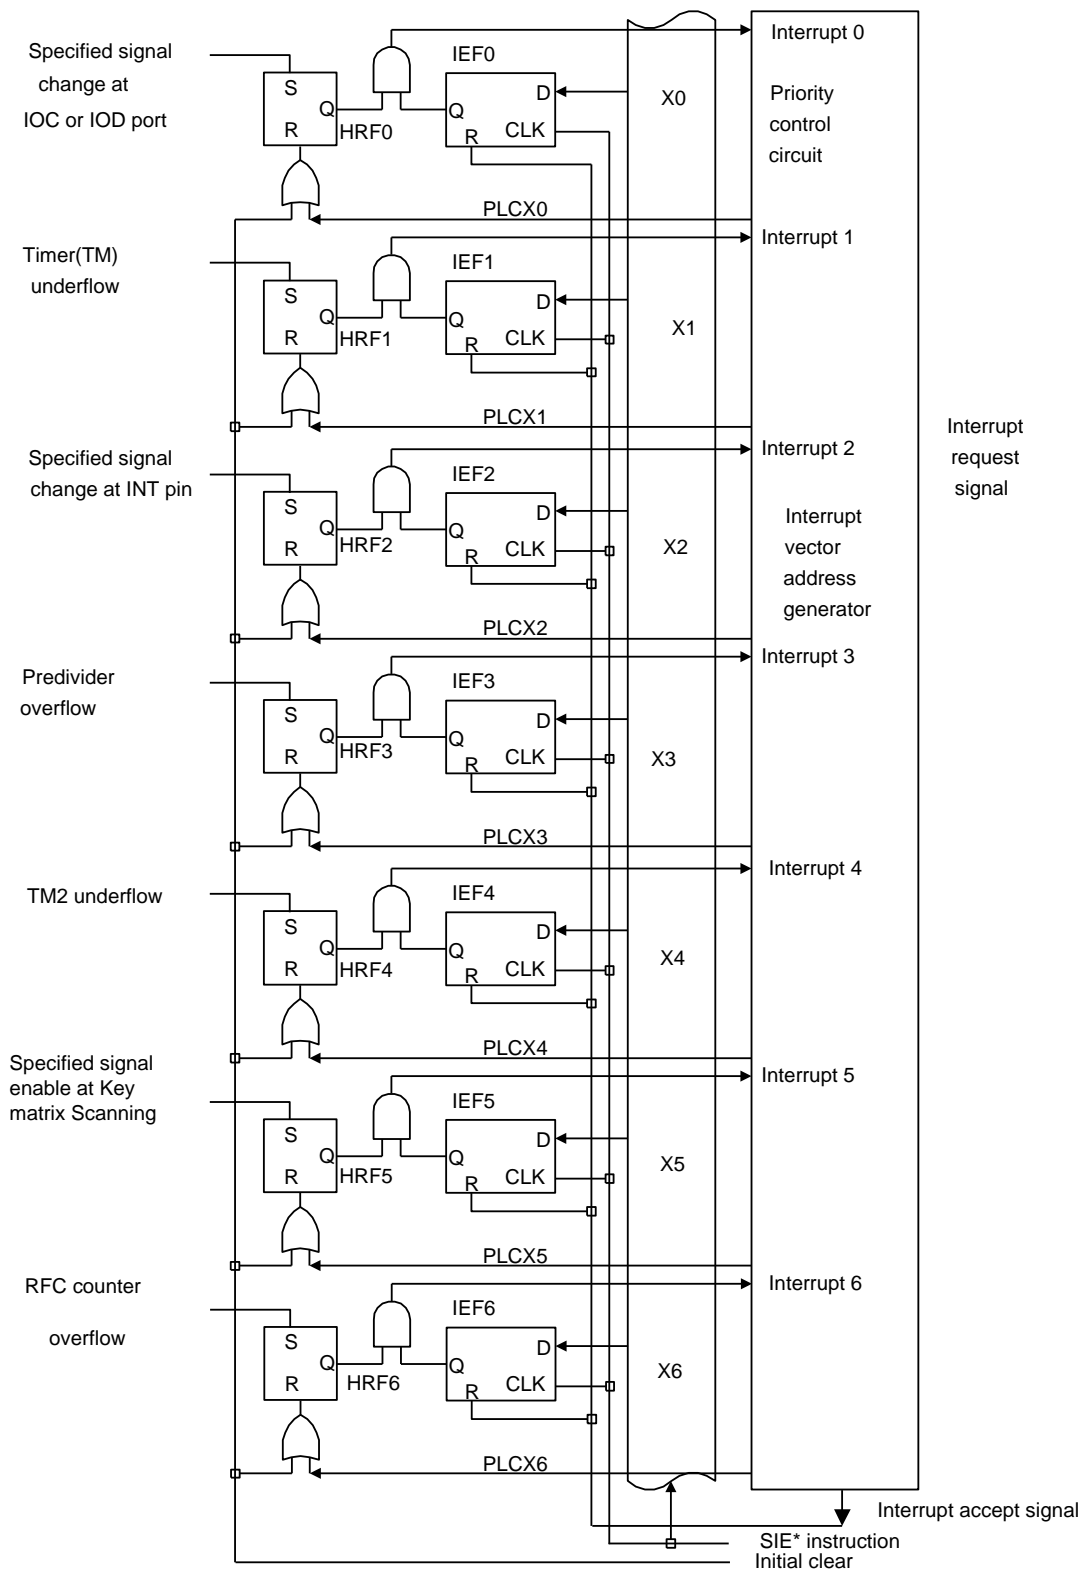 Specified signal
change at
IOC or IOD port
S
R
Q
HRF0
IEF0
Q
D
CLK
R
X0
Interrupt 0
Priority
control
circuit
PLCX0
Timer(TM)
underflow
S
R
Q
HRF1
IEF1
Q
D
CLK
R
X1
Interrupt 1
PLCX1
Specified signal
change at INT pin
S
R
Q
HRF2
IEF2
Q
D
CLK
R
X2
Interrupt 2
Interrupt
vector
address
generator
Interrupt
request
signal
PLCX2
Predivider
overflow
S
R
Q
HRF3
IEF3
Q
D
CLK
R
X3
Interrupt 3
PLCX3
TM2 underflow
S
R
Q
HRF4
IEF4
Q
D
CLK
R
X4
Interrupt 4
PLCX4
Specified signal
enable at Key
matrix Scanning
S
R
Q
HRF5
IEF5
Q
D
CLK
R
X5
Interrupt 5
PLCX5
RFC counter
overflow
S
R
Q
HRF6
IEF6
Q
D
CLK
R
X6
Interrupt 6
PLCX6
Interrupt accept signal
SIE* instruction
Initial clear